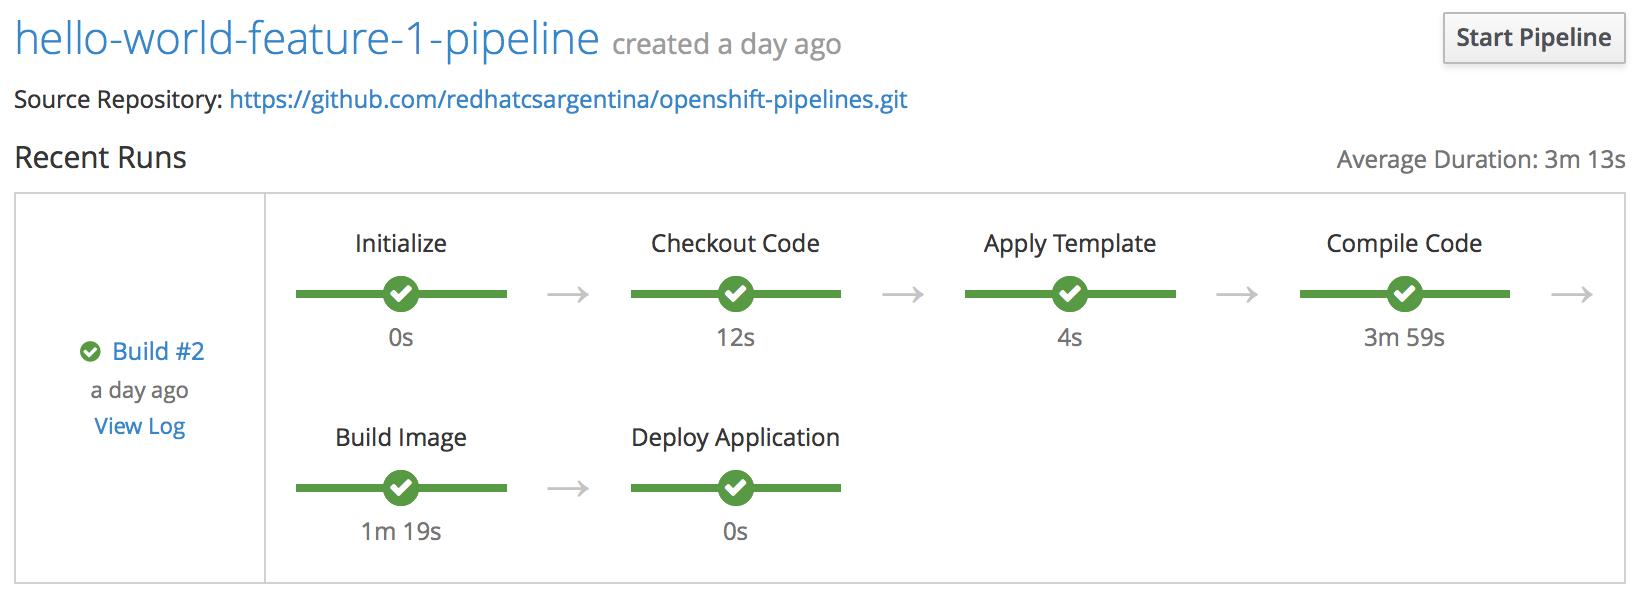 hello-world-feature-1-pipeline created a day ago
Start Pipeline
Source Repository: https://github.com/redhatcsargentina/openshift-pipelines.git
Recent Runs
Average Duration: 3m 13s
Build #2
a day ago
View Log
Initialize
0s
Checkout Code
12s
Apply Template
4s
Compile Code
3m 59s
Build Image
1m 19s
Deploy Application
0s